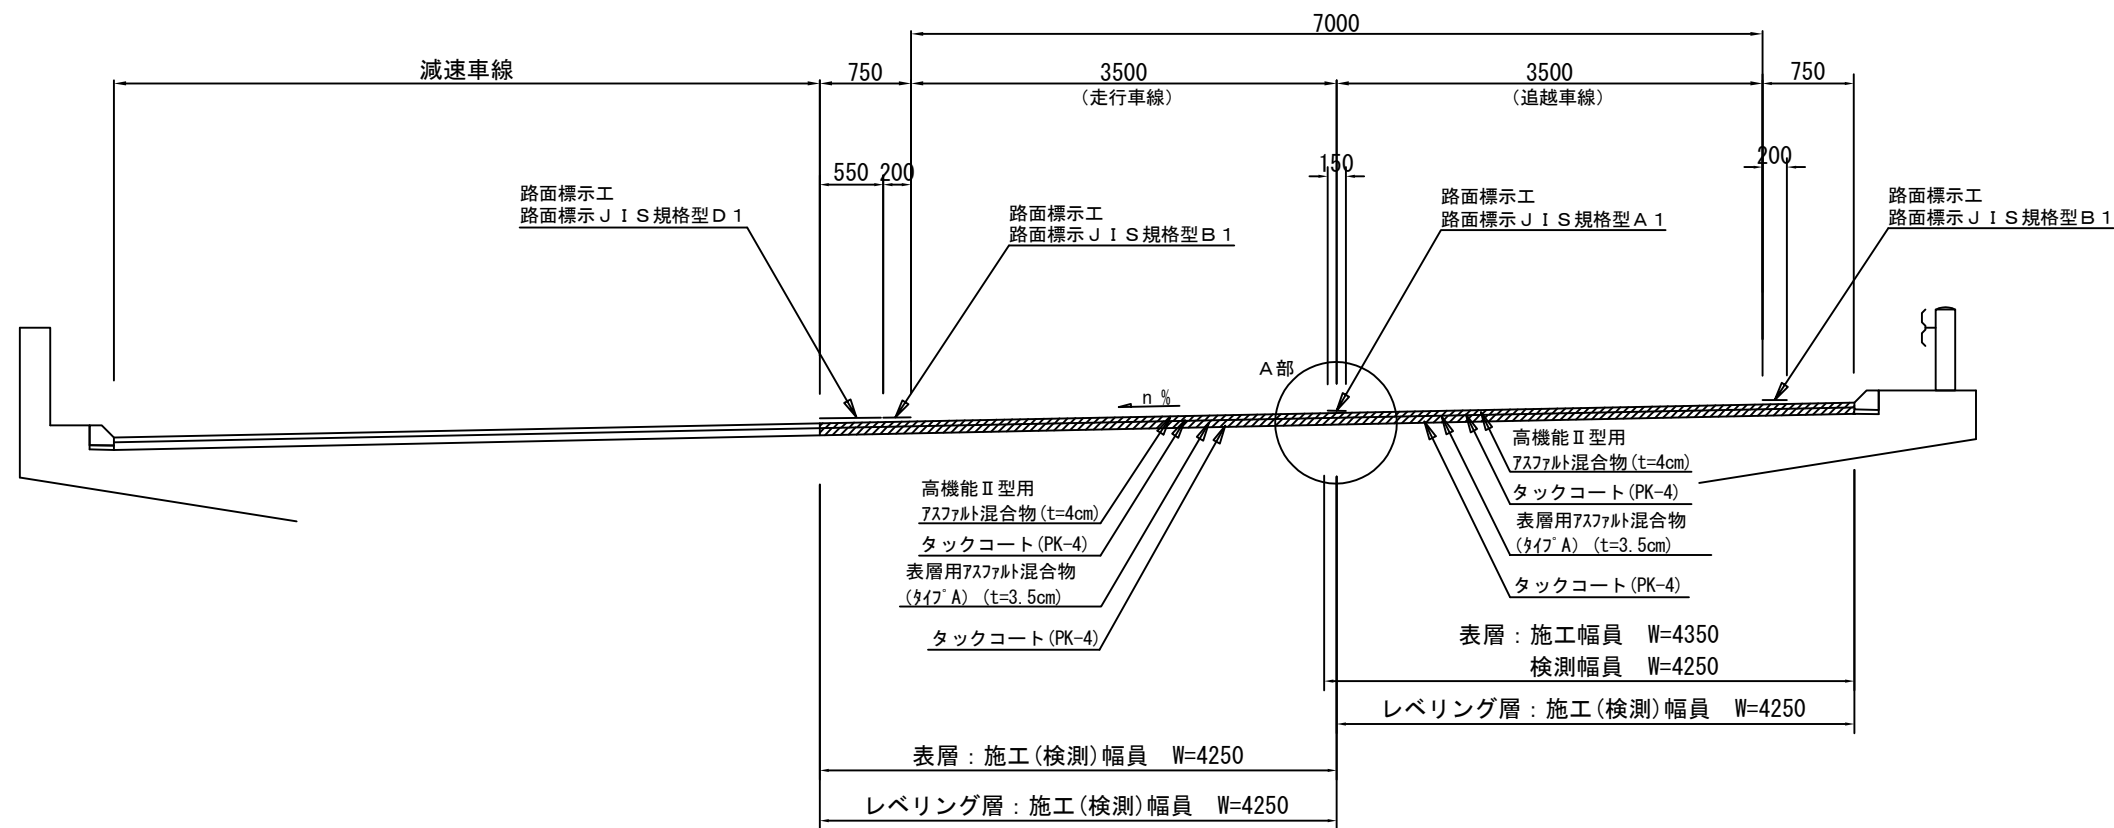 7000
減速車線
750
3500
3500
750
(走行車線)
(追越車線)
550
200
150
200
路面標示工
路面標示ＪＩＳ規格型Ｄ１
路面標示工
路面標示ＪＩＳ規格型Ｂ１
路面標示工
路面標示ＪＩＳ規格型Ａ１
路面標示工
路面標示ＪＩＳ規格型Ｂ１
Ａ部
n %
高機能Ⅱ型用
ｱｽﾌｧﾙﾄ混合物(t=4cm)
タックコート(PK-4)
表層用ｱｽﾌｧﾙﾄ混合物
(ﾀｲﾌﾟA) (t=3.5cm)
タックコート(PK-4)
高機能Ⅱ型用
ｱｽﾌｧﾙﾄ混合物(t=4cm)
タックコート(PK-4)
表層用ｱｽﾌｧﾙﾄ混合物
(ﾀｲﾌﾟA) (t=3.5cm)
タックコート(PK-4)
表層：施工幅員　W=4350
検測幅員　W=4250
レベリング層：施工(検測)幅員　W=4250
表層：施工(検測)幅員　W=4250
レベリング層：施工(検測)幅員　W=4250